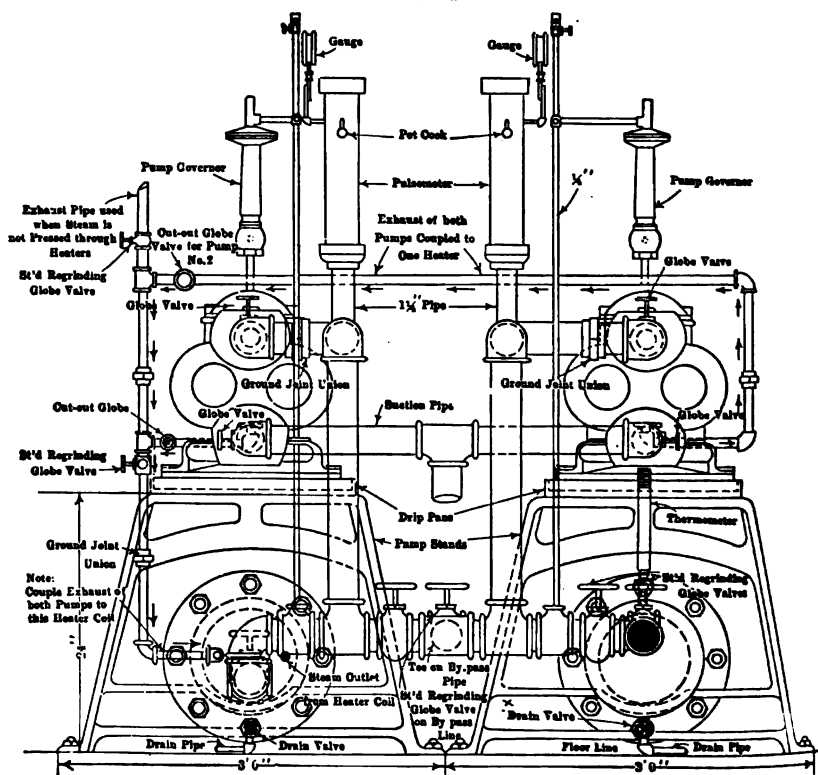 Gauge
Gauge
Pet Cock
Pump Governor
Pulsometer
¼"
Pump Governor
Exhaust Pipe used
when Steam is
not Pressed through
Heaters
Cut-out Globe
Valve for Pump
No.2
Exhaust of both
Pumps Coupled to
One Heater
Globe Valve
St'd Regrinding
Globe Valve
Globe Valve
1¼" Pipe
Ground Joint Union
Ground Joint Union
Cut-out Globe
Globe Valve
Suction Pipe
Globe Valve
St'd Regrinding
Globe Valve
Drip Pans
Thermometer
Ground Joint
Union
Pump Stands
Note:
Couple Exhaust of
both Pumps to
this Heater Coil
St'd Regrinding
Globe Valves
24"
Steam Outlet
from Heater Coil
Tee on By-pass
Pipe
St'd Regrinding
Globe Valve
on By pass
Line
Drain Valve
Drain Pipe
Drain Valve
Floor Line
Drain Pipe
3'0"
3'0"